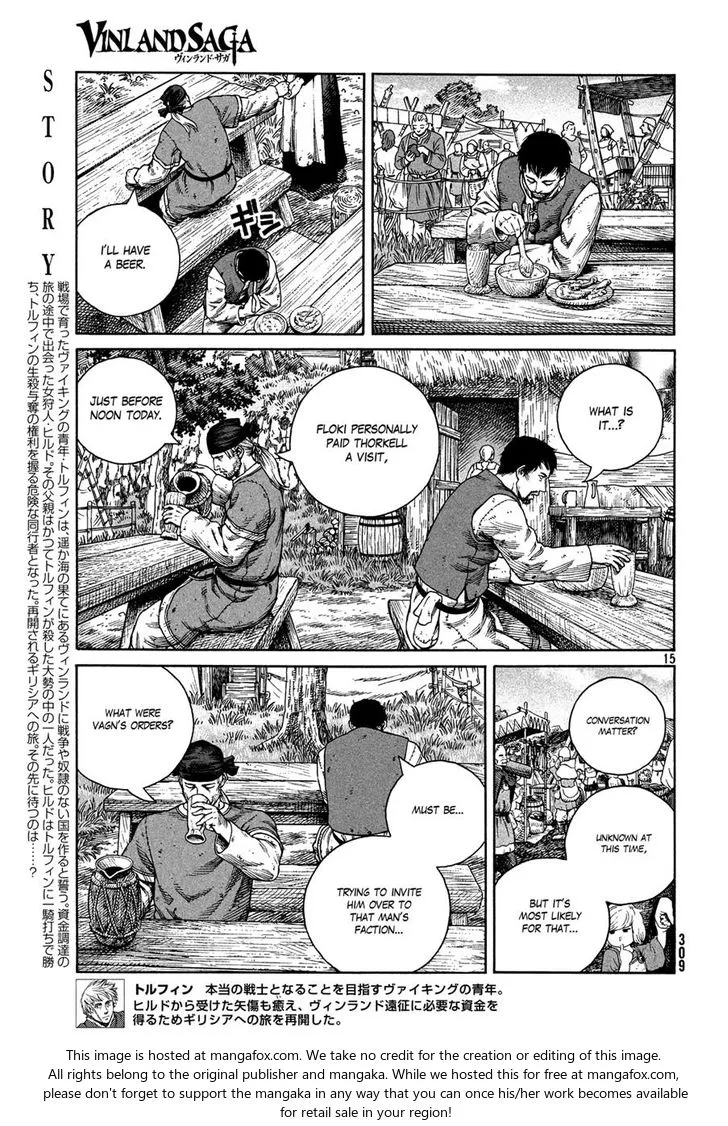 VINLAND SAGA
ヴィンランド・サガ
STORY
戦場で育ったヴァイキングの青年・トルフィンは、遥か海の果てにあるヴィンランドに戦争や奴隷のない国を作ると誓う。資金調達の
旅の途中で出会った女狩人・ヒルド。その父親はかつてトルフィンが殺した大勢の中の一人だった。ヒルドはトルフィンに一騎打ちで勝
ち、トルフィンの生殺与奪の権利を握る危険な同行者となった。再開されるギリシアへの旅。その先に待つのは……？
I'LL HAVE
A BEER.
ギシ
WHAT IS
IT...?
FLOKI PERSONALLY
PAID THORKELL
A VISIT,
JUST BEFORE
NOON TODAY.
15
CONVERSATION
MATTER?
UNKNOWN AT
THIS TIME,
BUT IT'S
MOST LIKELY
FOR THAT...
WHAT WERE
VAGN'S ORDERS?
MUST BE...
TRYING TO INVITE
HIM OVER TO
THAT MAN'S
FACTION...
309
トルフィン 本当の戦士となることを目指すヴァイキングの青年。
ヒルドから受けた矢傷も癒え、ヴィンランド遠征に必要な資金を
得るためギリシアへの旅を再開した。
This image is hosted at mangafox.com. We take no credit for the creation or editing of this image.
All rights belong to the original publisher and mangaka. While we hosted this for free at mangafox.com,
please don't forget to support the mangaka in any way that you can once his/her work becomes available
for retail sale in your region!